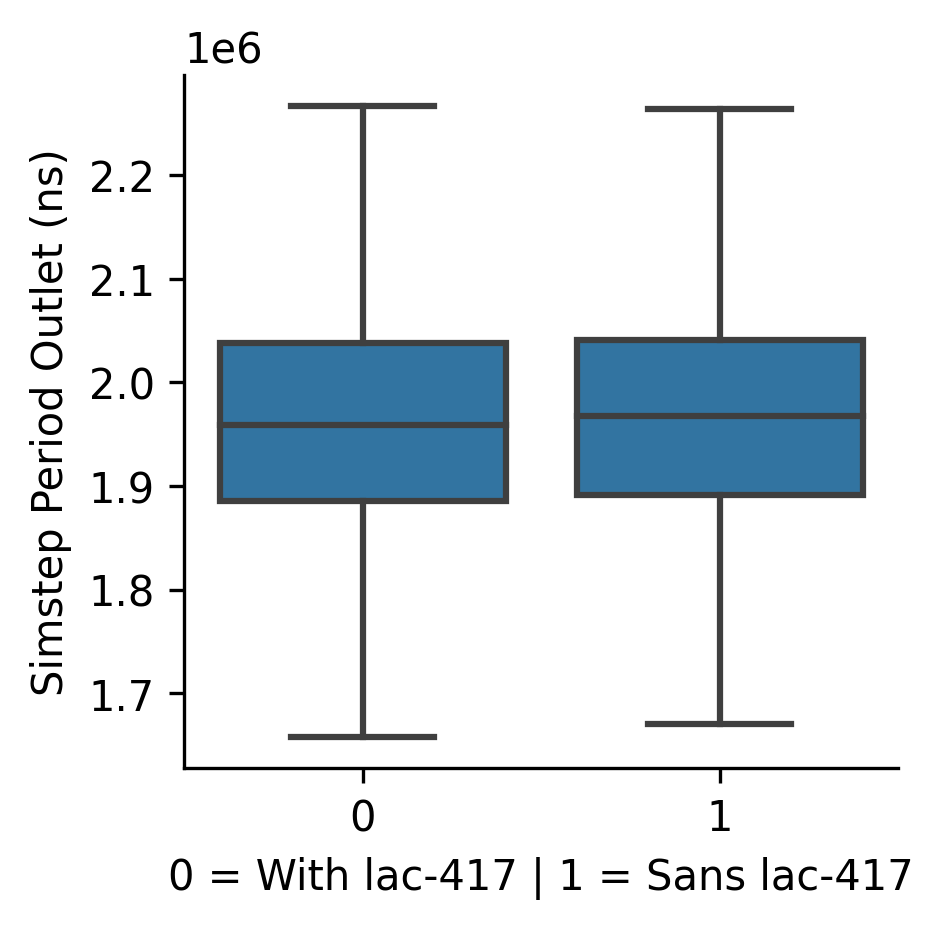 1e6
Simstep Period Outlet (ns)
2.2
2.1
2.0
1.9
1.8
1.7
0
1
0 = With lac-417 | 1 = Sans lac-417